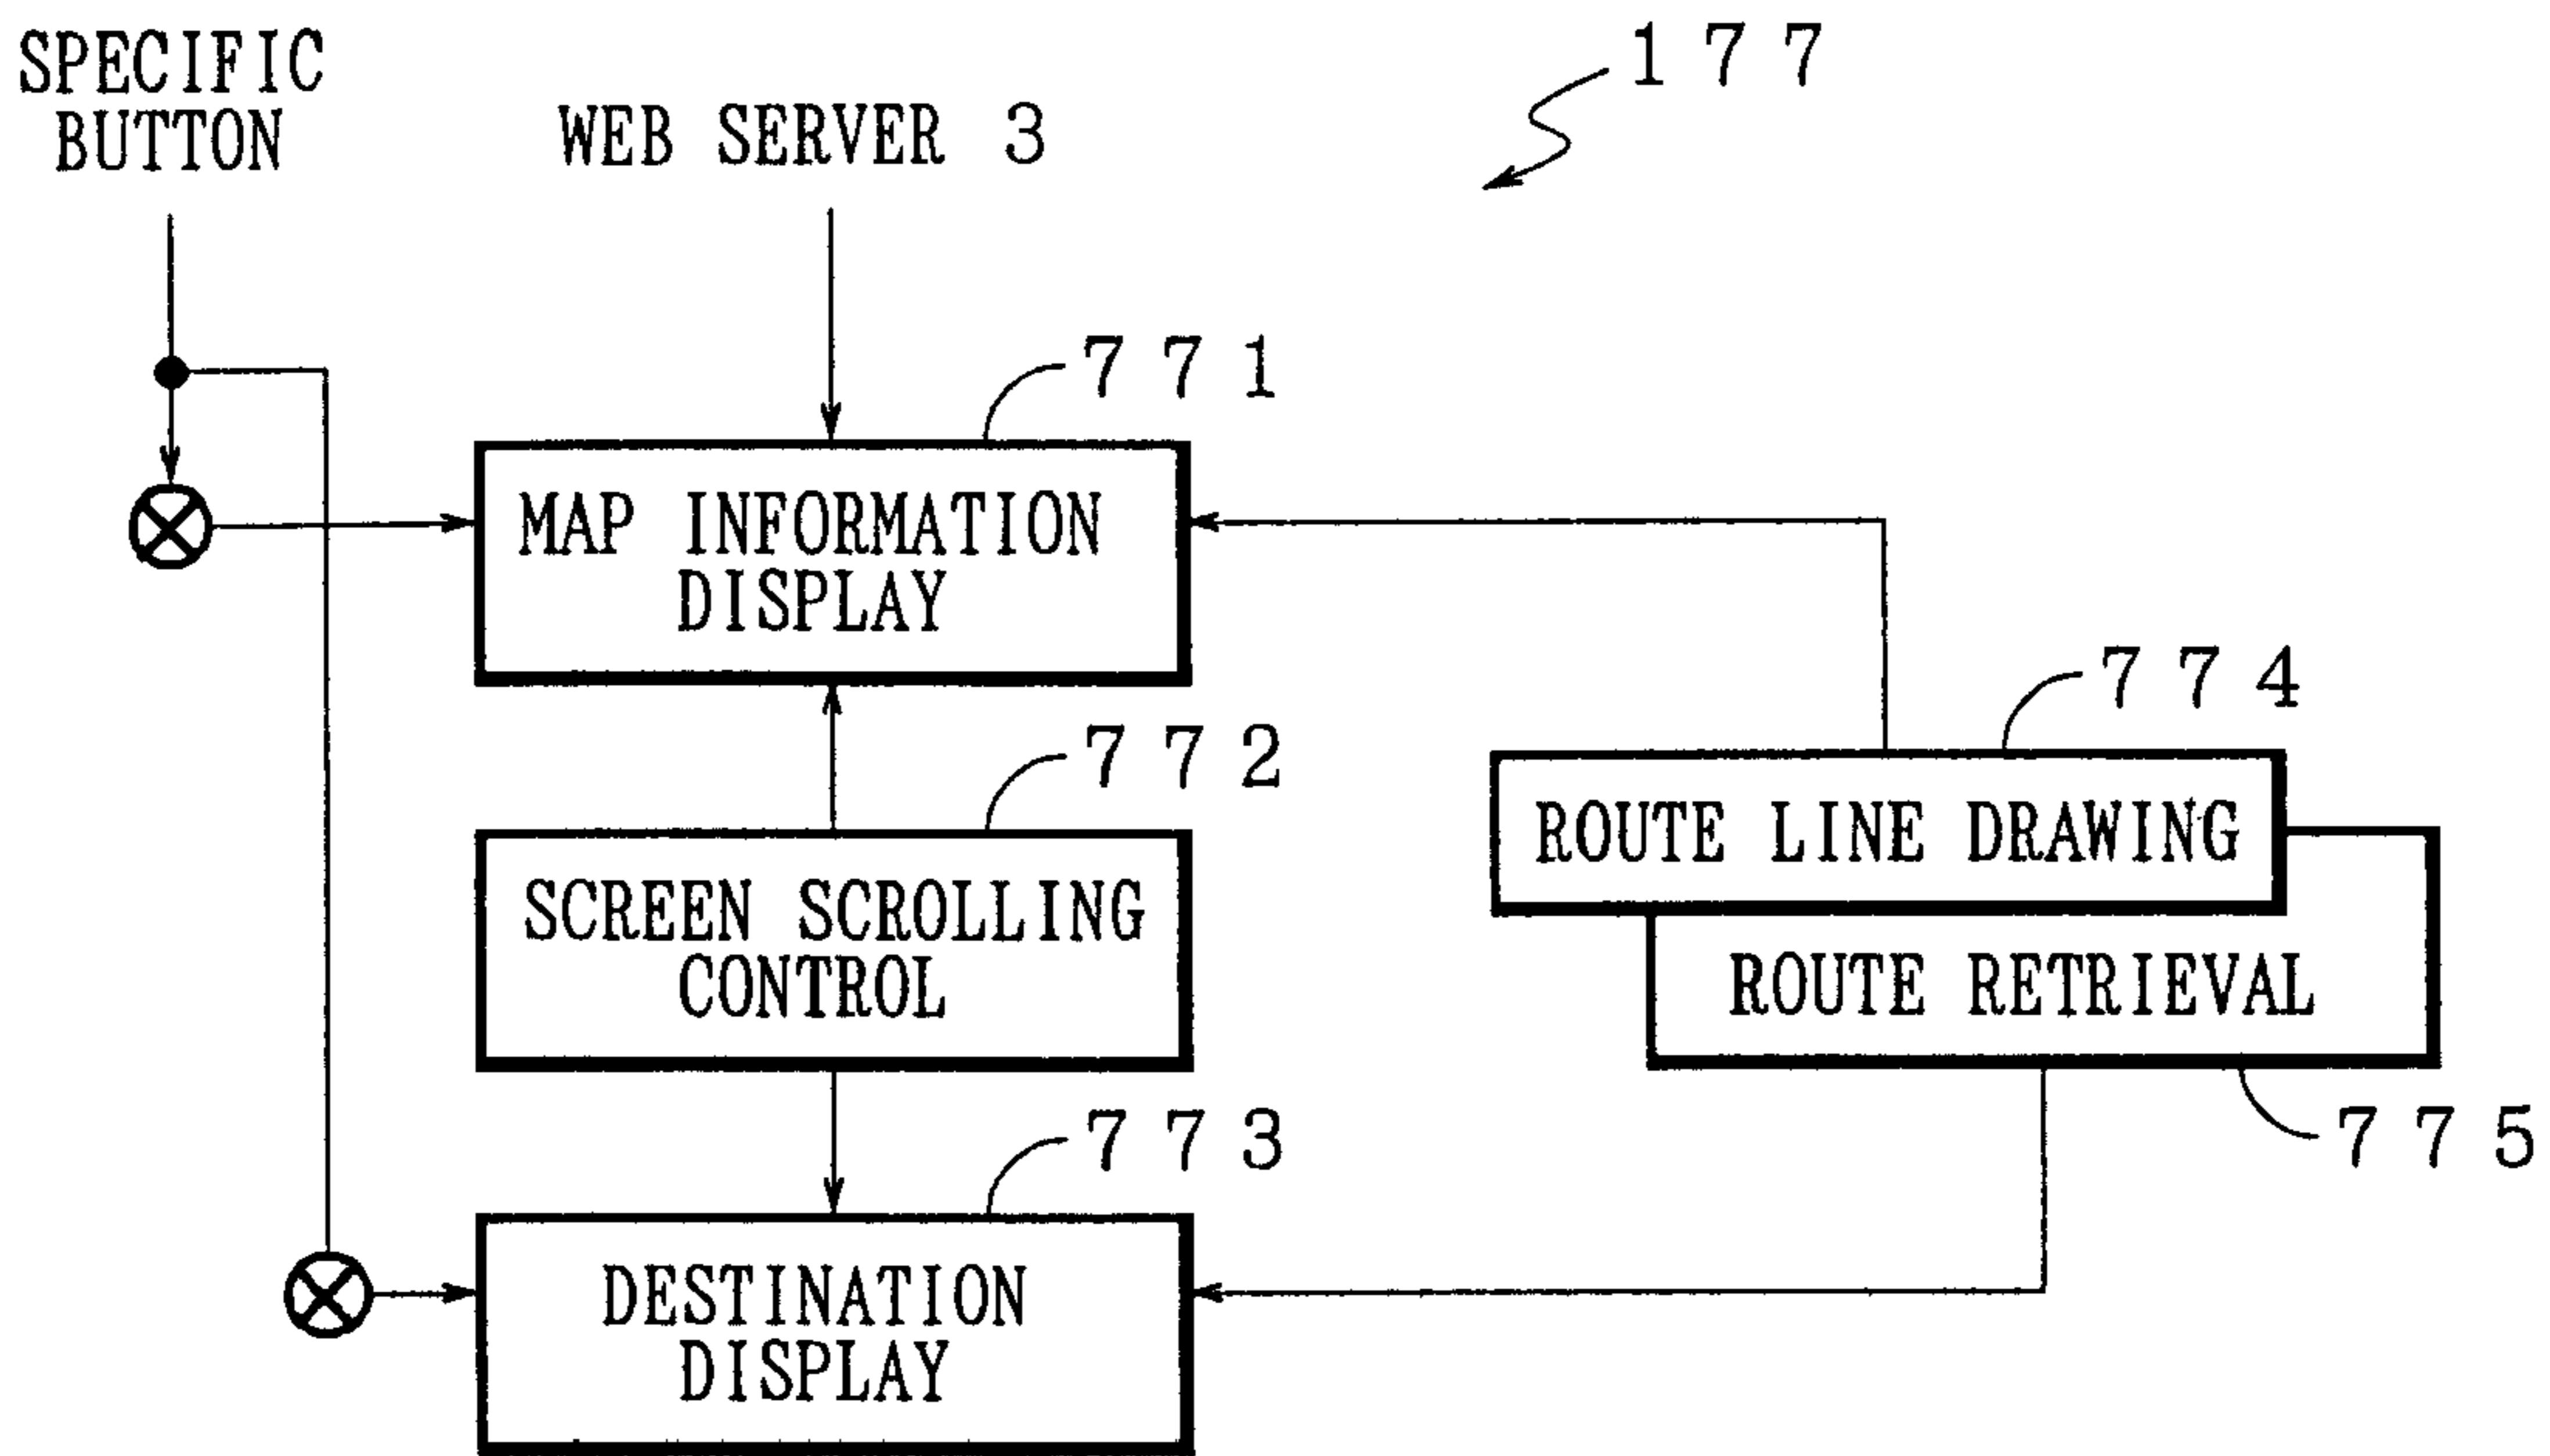 SPECIFIC
BUTTON
WEB SERVER 3
177
771
MAP INFORMATION
DISPLAY
772
SCREEN SCROLLING
CONTROL
773
DESTINATION
DISPLAY
774
ROUTE LINE DRAWING
ROUTE RETRIEVAL
775